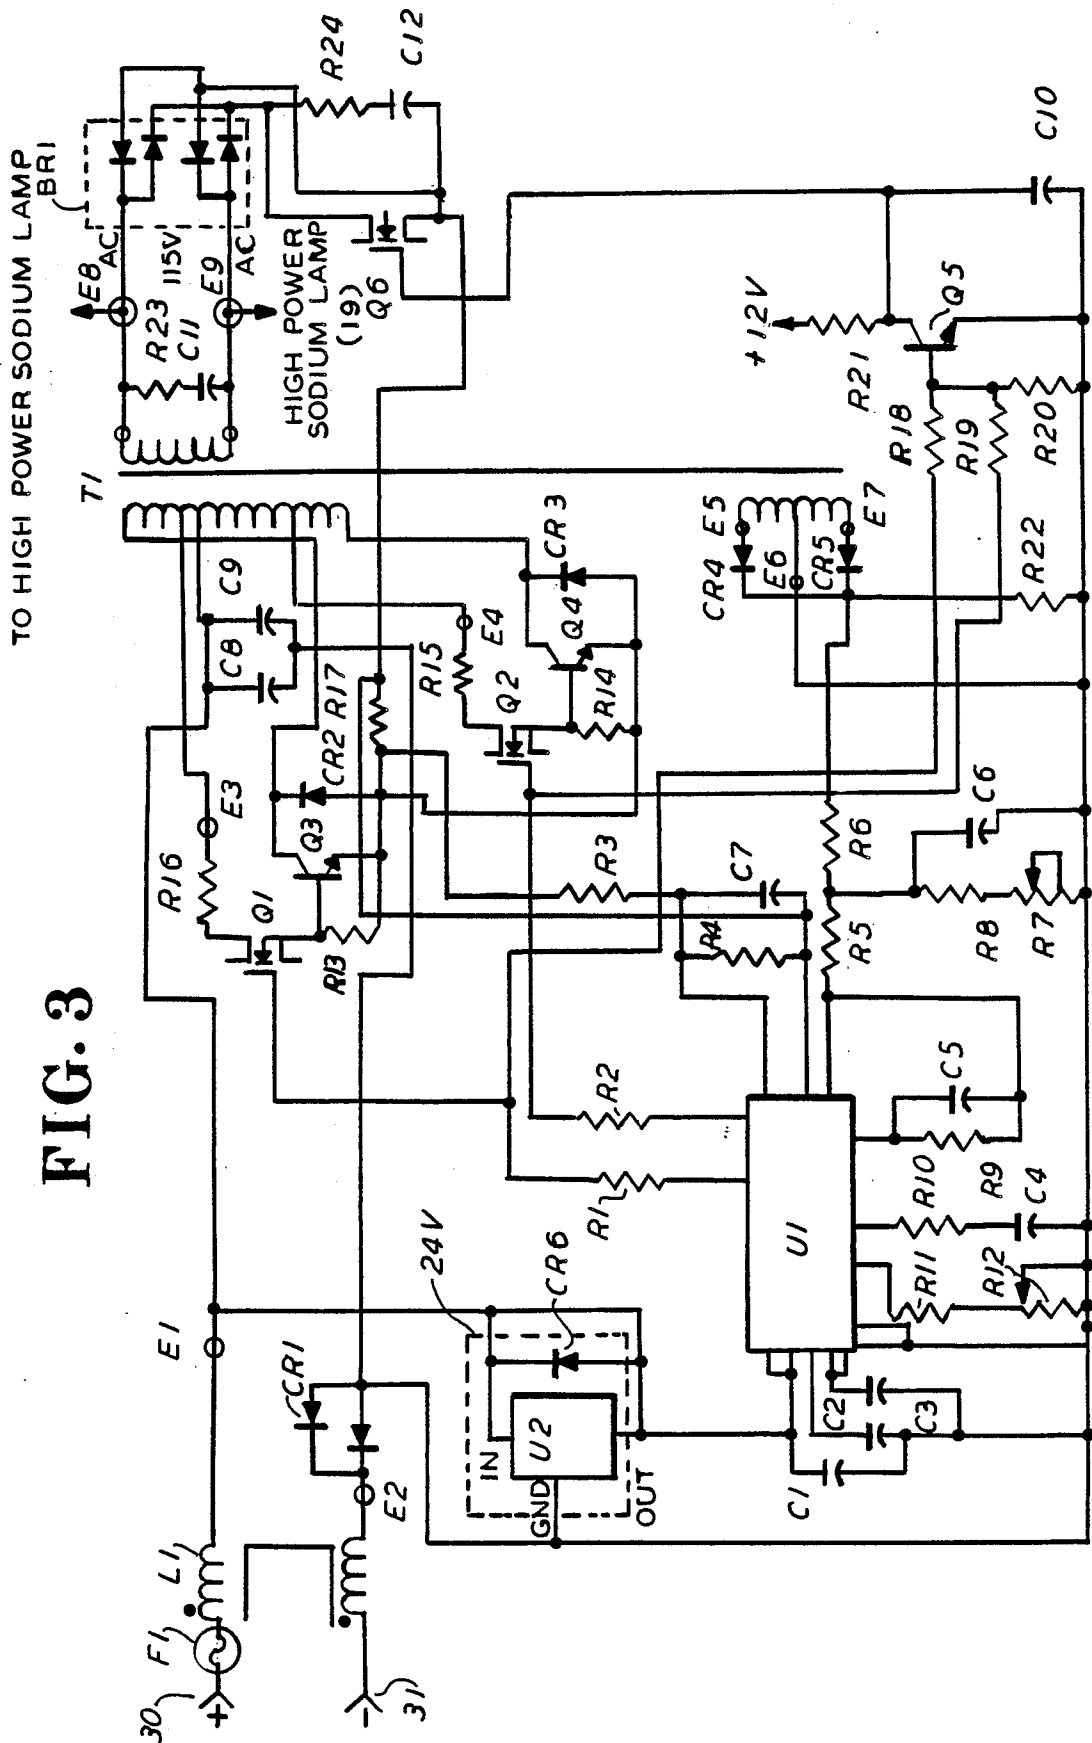 FIG. 3
TO HIGH POWER SODIUM LAMP
BR1
E8
AC
115V
E9
AC
R23
C11
HIGH POWER
SODIUM LAMP
(19)
Q6
R24
C12
T1
C9
C8
R16
E3
Q1
Q3
CR2
R17
R13
R15
E4
Q2
Q4
CR3
R14
CR4
E5
E6
CR5
E7
+12V
R21
Q5
C10
R18
R19
R20
R22
R3
R4
C7
R6
R5
C6
R8
R7
R2
R1
U1
C5
R10
R9
C4
R11
R12
C2
C3
C1
24V
CR6
IN
U2
GND
OUT
E1
CR1
E2
L1
F1
30
+
-
31